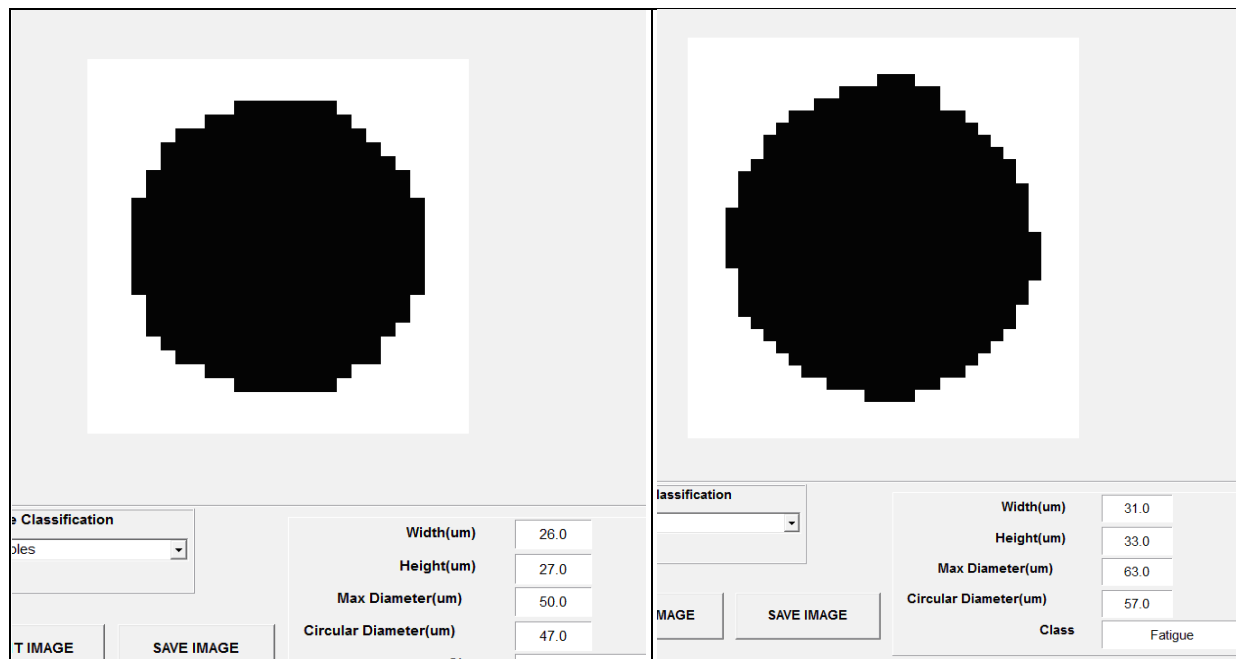 e Classification
Width(um) 26.0
Height(um) 27.0
Max Diameter(um) 50.0
Circular Diameter(um) 47.0
T IMAGE
SAVE IMAGE
lassification
Width(um) 31.0
Height(um) 33.0
Max Diameter(um) 63.0
Circular Diameter(um) 57.0
Class Fatigue
MAGE
SAVE IMAGE